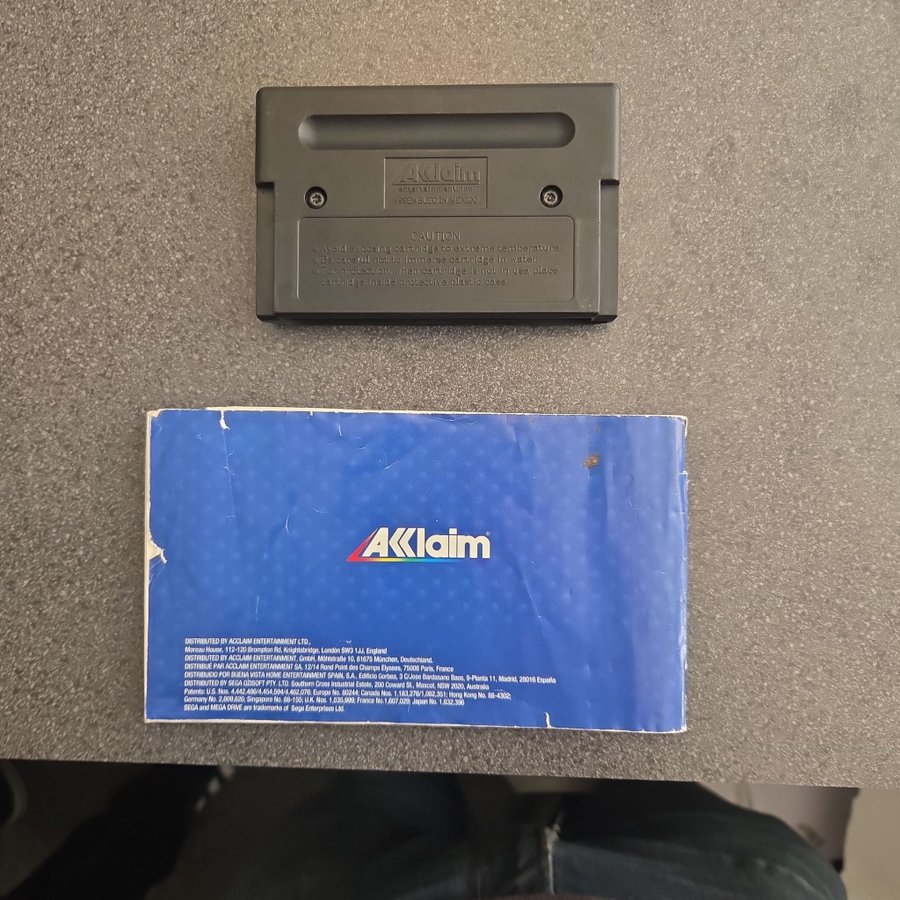 AKKlaim
entertainment inc.
ASSEMBLED IN MEXICO
CAUTION
• Avoid exposing cartridge to extreme temperature.
• Be careful not to immerse cartridge in water.
• For protection, when cartridge is not in use, place
cartridge inside protective plastic case.
AKKlaim®
DISTRIBUTED BY ACCLAIM ENTERTAINMENT LTD.,
Moreau House, 112-120 Brompton Rd, Knightsbridge, London SW3 1JJ, England
DISTRIBUTED BY ACCLAIM ENTERTAINMENT, GmbH, Möhlstraße 10, 81675 München, Deutschland.
DISTRIBUÉ PAR ACCLAIM ENTERTAINMENT SA, 12/14 Rond Point des Champs Elysees, 75008 Paris, France
DISTRIBUIDO POR BUENA VISTA HOME ENTERTAINMENT SPAIN, S.A., Edificio Gorbea, 3 C/Jose Bardasano Baos, 9-Planta 11, Madrid, 28016 España
DISTRIBUTED BY SEGA OZISOFT PTY. LTD. Southern Cross Industrial Estate, 200 Coward St., Mascot, NSW 2020, Australia
Patents: U.S. Nos. 4,442,486/4,454,594/4,462,076; Europe No. 80244; Canada Nos. 1,183,276/1,082,351; Hong Kong No. 88-4302;
Germany No. 2,609,826; Singapore No. 88-155; U.K. Nos. 1,535,999; France No.1,607,029; Japan No. 1,632,396
SEGA and MEGA DRIVE are trademarks of Sega Enterprises Ltd.